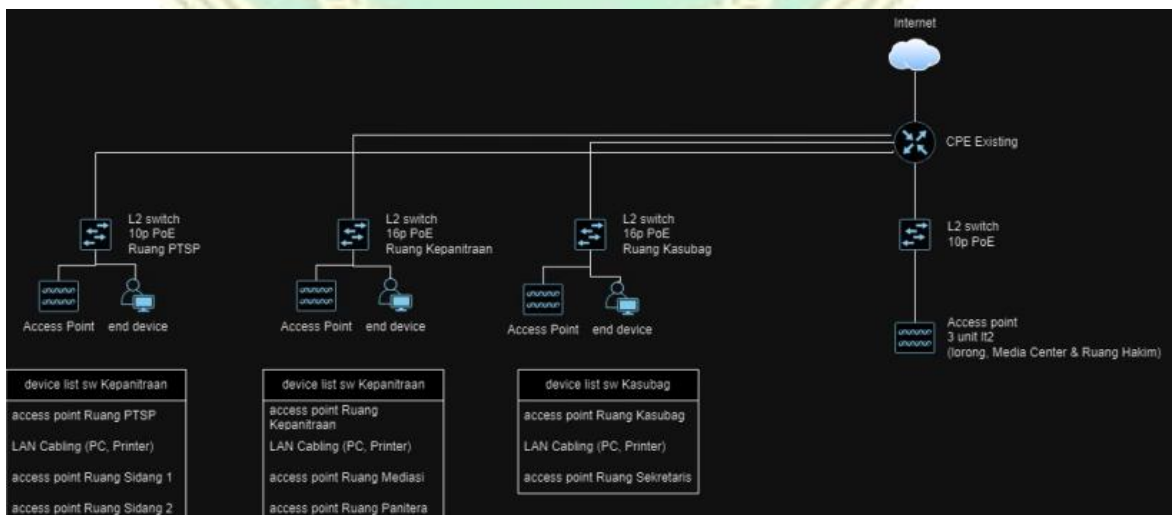 Internet
CPE Existing
L2 switch
10p PoE
Ruang PTSP
L2 switch
16p PoE
Ruang Kepanitraan
L2 switch
16p PoE
Ruang Kasubag
L2 switch
10p PoE
Access Point
end device
Access Point
end device
Access Point
end device
Access point
3 unit lt2
(lorong, Media Center & Ruang Hakim)
device list sw Kepanitraan
access point Ruang PTSP
LAN Cabling (PC, Printer)
access point Ruang Sidang 1
access point Ruang Sidang 2
device list sw Kepanitraan
access point Ruang
Kepanitraan
LAN Cabling (PC, Printer)
access point Ruang Mediasi
access point Ruang Panitera
device list sw Kasubag
access point Ruang Kasubag
LAN Cabling (PC, Printer)
access point Ruang Sekretaris